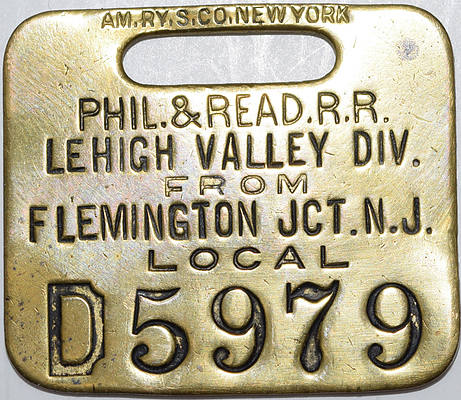 AM.RY.S.CO.NEW YORK
PHIL.& READ.R.R.
LEHIGH VALLEY DIV.
FROM
FLEMINGTON JCT.N.J.
LOCAL
D5979